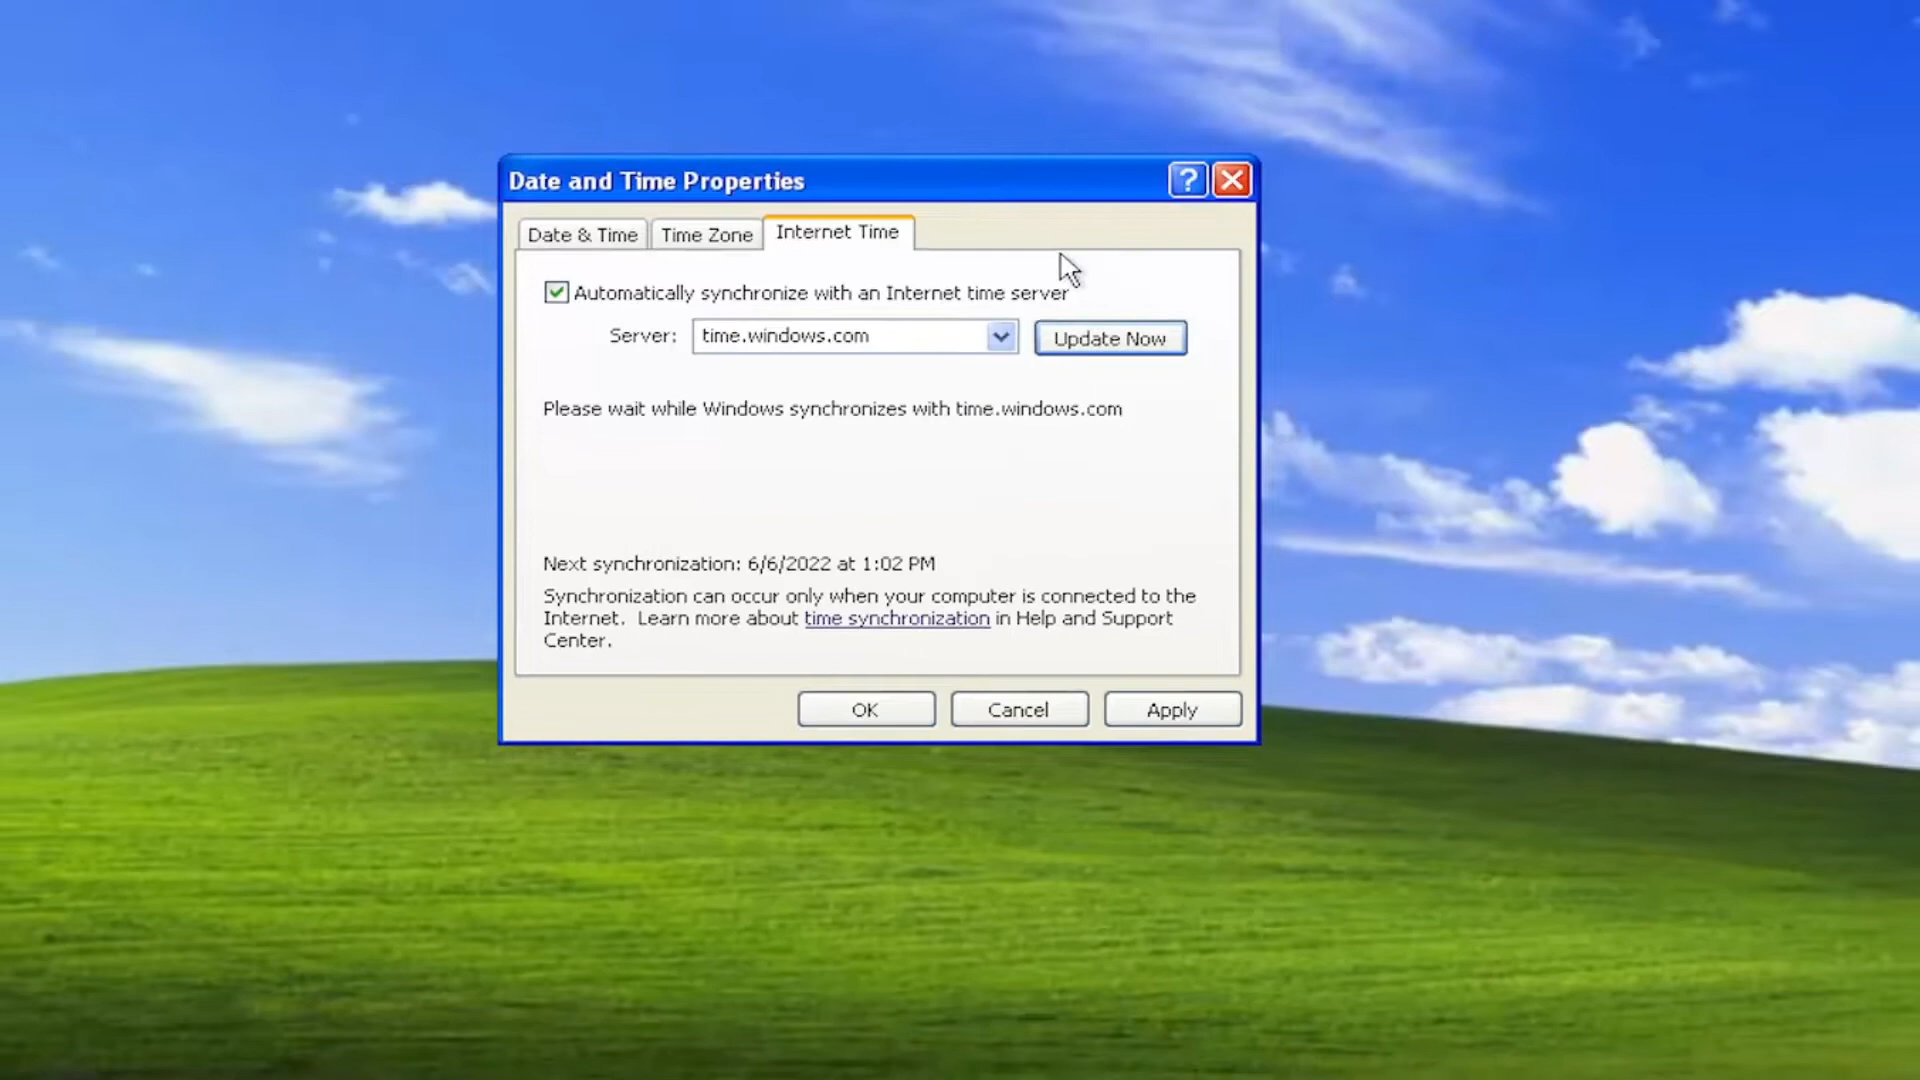 Date and Time Properties
Date & Time
Time Zone
Internet Time
Automatically synchronize with an Internet time server
Server:
time.windows.com
Update Now
Please wait while Windows synchronizes with time.windows.com
Next synchronization: 6/6/2022 at 1:02 PM
Synchronization can occur only when your computer is connected to the
Internet. Learn more about time synchronization in Help and Support
Center.
OK
Cancel
Apply